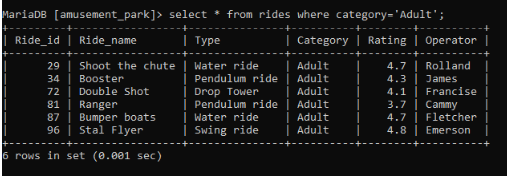 MariaDB [amusement_park]> select * from rides where category='Adult';
+---------+-----------------+---------------+----------+--------+----------+
| Ride_id | Ride_name       | Type          | Category | Rating | Operator |
+---------+-----------------+---------------+----------+--------+----------+
|      29 | Shoot the chute | Water ride    | Adult    |    4.7 | Rolland  |
|      34 | Booster         | Pendulum ride | Adult    |    4.3 | James    |
|      72 | Double Shot     | Drop Tower    | Adult    |    4.1 | Francise |
|      81 | Ranger          | Pendulum ride | Adult    |    3.7 | Cammy    |
|      87 | Bumper boats    | Water ride    | Adult    |    4.7 | Fletcher |
|      96 | Stal Flyer      | Swing ride    | Adult    |    4.8 | Emerson  |
+---------+-----------------+---------------+----------+--------+----------+
6 rows in set (0.001 sec)